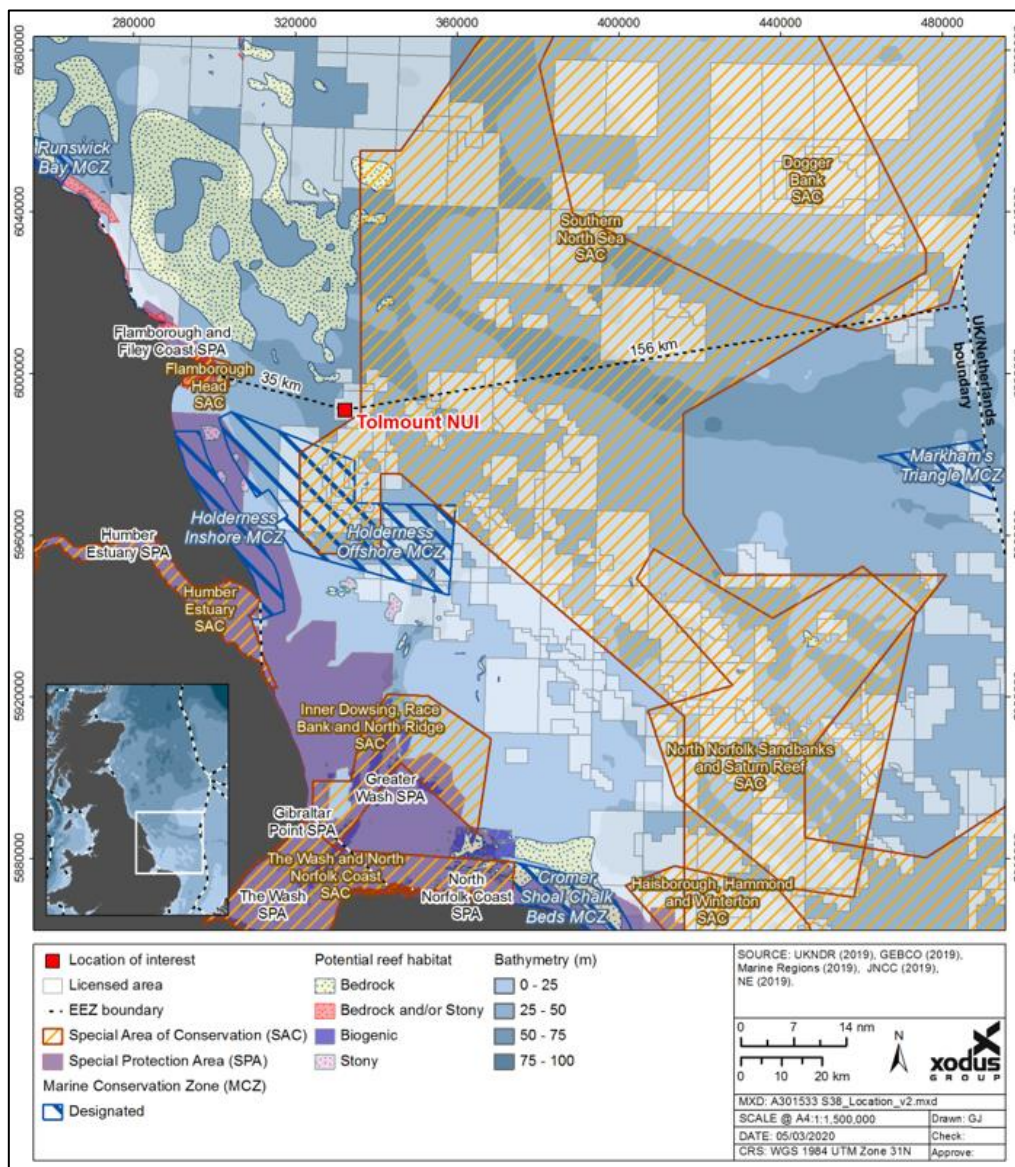 280000 320000 360000 400000 440000 480000
6080000
6040000
6000000
5960000
5920000
5880000
Runswick
Bay MCZ
Dogger
Bank
SAC
Southern
North Sea
SAC
Flamborough and
Filey Coast SPA
Flamborough
Head
SAC
35 km
156 km
UK/Netherlands
boundary
Tolmount NUI
Markham's
Triangle MCZ
Holderness
Inshore MCZ
Holderness
Offshore MCZ
Humber
Estuary SPA
Humber
Estuary
SAC
Inner Dowsing, Race
Bank and North Ridge
SAC
North Norfolk Sandbanks
and Saturn Reef
SAC
Greater
Wash SPA
Gibraltar
Point SPA
The Wash and North
Norfolk Coast
SAC
The Wash
SPA
North
Norfolk Coast
SPA
Cromer
Shoal Chalk
Beds MCZ
Haisborough, Hammond
and Winterton
SAC
Location of interest
Licensed area
EEZ boundary
Special Area of Conservation (SAC)
Special Protection Area (SPA)
Marine Conservation Zone (MCZ)
Designated
Potential reef habitat
Bedrock
Bedrock and/or Stony
Biogenic
Stony
Bathymetry (m)
0 - 25
25 - 50
50 - 75
75 - 100
SOURCE: UKNDR (2019), GEBCO (2019),
Marine Regions (2019), JNCC (2019),
NE (2019).
0 7 14 nm
0 10 20 km
N
xodus
GROUP
MXD: A301533 S38_Location_v2.mxd
SCALE @ A4:1:1,500,000
Drawn: GJ
DATE: 05/03/2020
Check:
CRS: WGS 1984 UTM Zone 31N
Approve: